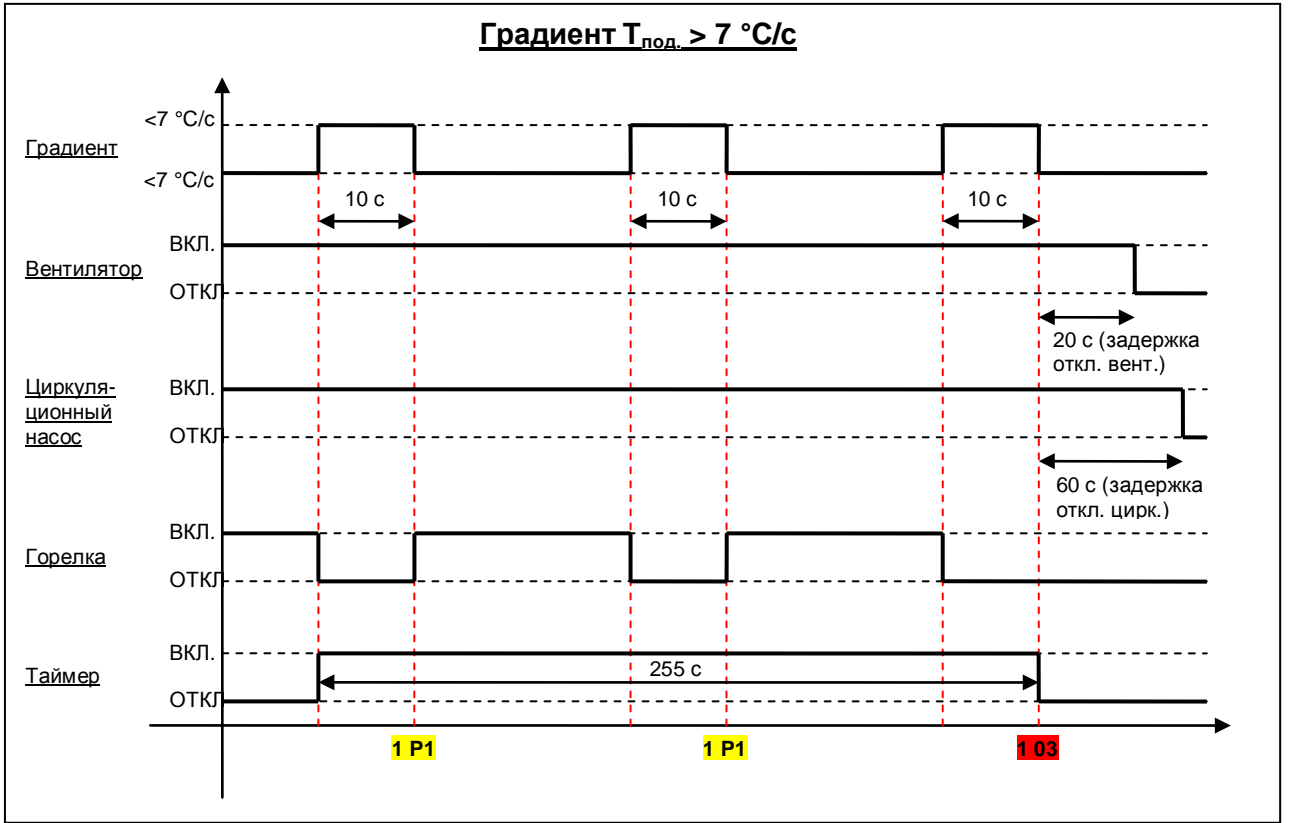 Градиент Tпод. > 7 °C/с
<7 °C/с
Градиент
<7 °C/с
10 с
10 с
10 с
ВКЛ.
Вентилятор
ОТКЛ
20 с (задержка
откл. вент.)
Циркуля-
ционный
насос
ВКЛ.
ОТКЛ
60 с (задержка
откл. цирк.)
ВКЛ.
Горелка
ОТКЛ
ВКЛ.
Таймер
255 с
ОТКЛ
1 P1
1 P1
1 03